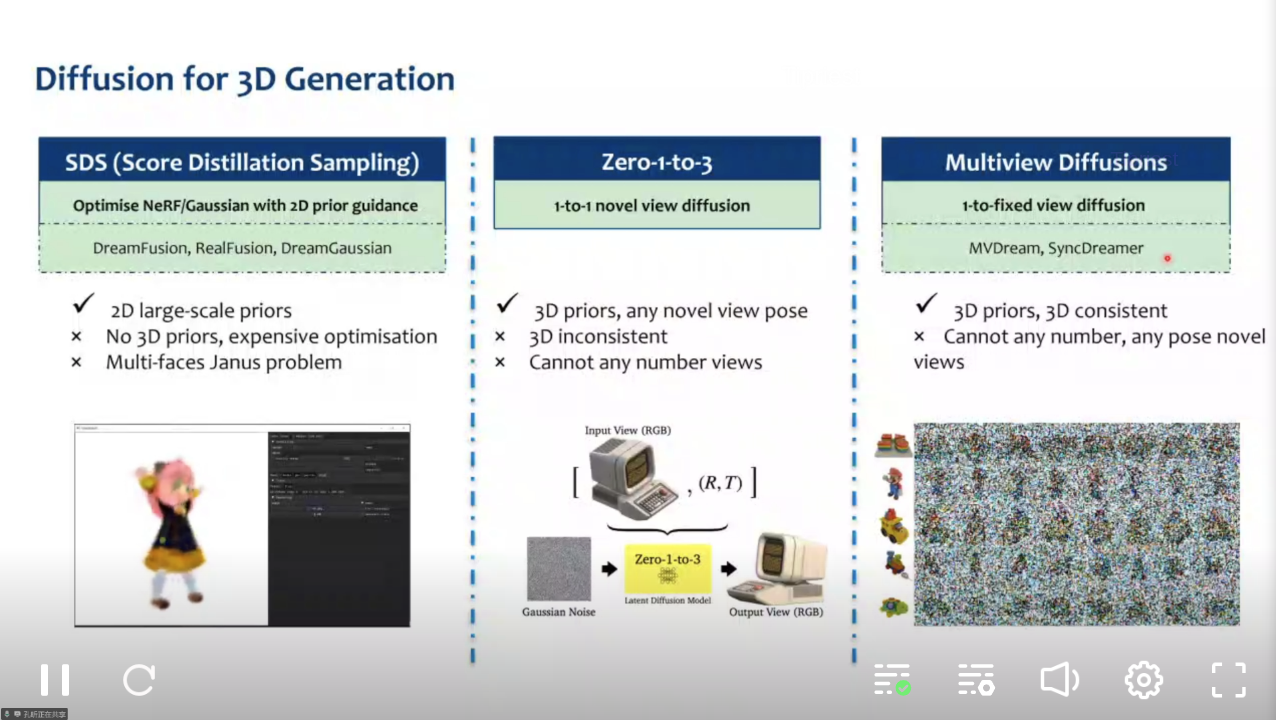 Diffusion for 3D Generation
SDS (Score Distillation Sampling)
Optimise NeRF/Gaussian with 2D prior guidance
DreamFusion, RealFusion, DreamGaussian
✓ 2D large-scale priors
× No 3D priors, expensive optimisation
× Multi-faces Janus problem
Zero-1-to-3
1-to-1 novel view diffusion
✓ 3D priors, any novel view pose
× 3D inconsistent
× Cannot any number views
Input View (RGB)
[ , (R, T) ]
Zero-1-to-3
Gaussian Noise
Latent Diffusion Model
Output View (RGB)
Multiview Diffusions
1-to-fixed view diffusion
MVDream, SyncDreamer
✓ 3D priors, 3D consistent
× Cannot any number, any pose novel
views